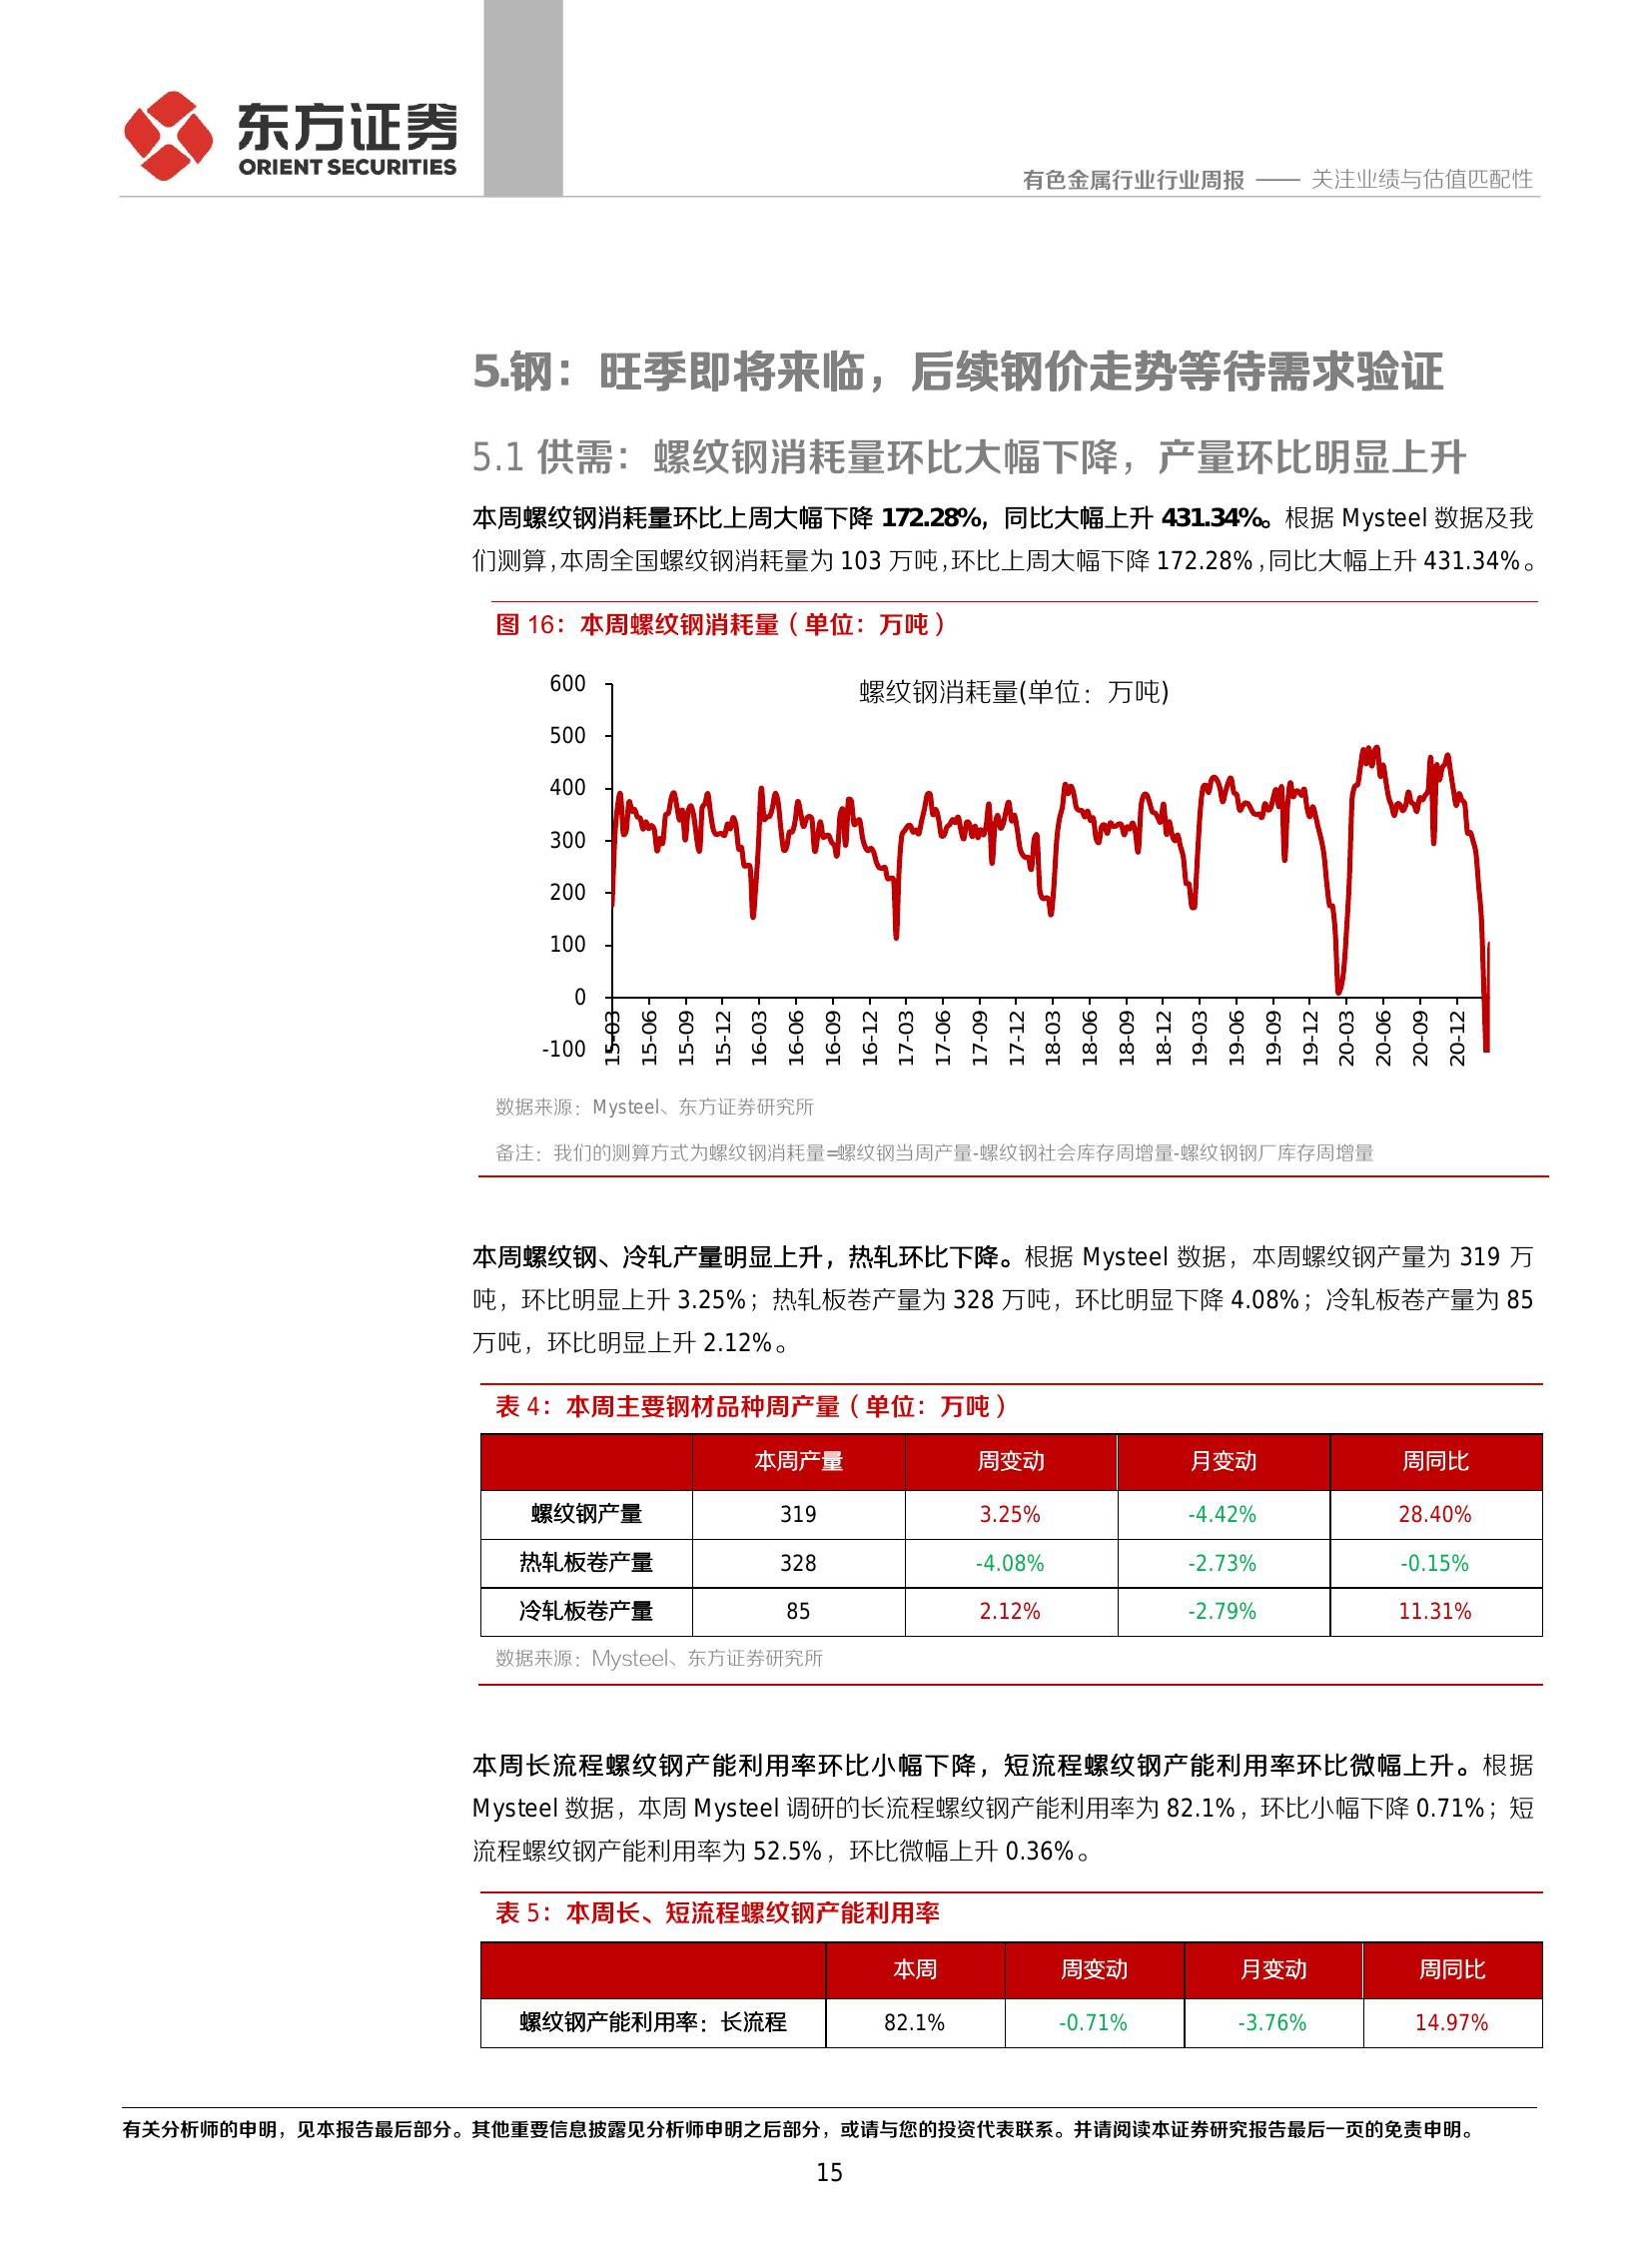 东方证券
ORIENT SECURITIES
有色金属行业行业周报 —— 关注业绩与估值匹配性
5.钢：旺季即将来临，后续钢价走势等待需求验证
5.1 供需：螺纹钢消耗量环比大幅下降，产量环比明显上升
本周螺纹钢消耗量环比上周大幅下降 172.28%，同比大幅上升 431.34%。根据 Mysteel 数据及我
们测算，本周全国螺纹钢消耗量为 103 万吨，环比上周大幅下降 172.28%，同比大幅上升 431.34%。
图 16：本周螺纹钢消耗量（单位：万吨）
螺纹钢消耗量(单位：万吨)
600
500
400
300
200
100
0
-100
15-03 15-06 15-09 15-12 16-03 16-06 16-09 16-12 17-03 17-06 17-09 17-12 18-03 18-06 18-09 18-12 19-03 19-06 19-09 19-12 20-03 20-06 20-09 20-12
数据来源：Mysteel、东方证券研究所
备注：我们的测算方式为螺纹钢消耗量=螺纹钢当周产量-螺纹钢社会库存周增量-螺纹钢钢厂库存周增量
本周螺纹钢、冷轧产量明显上升，热轧环比下降。根据 Mysteel 数据，本周螺纹钢产量为 319 万
吨，环比明显上升 3.25%；热轧板卷产量为 328 万吨，环比明显下降 4.08%；冷轧板卷产量为 85
万吨，环比明显上升 2.12%。
表 4：本周主要钢材品种周产量（单位：万吨）
本周产量 周变动 月变动 周同比
螺纹钢产量 319 3.25% -4.42% 28.40%
热轧板卷产量 328 -4.08% -2.73% -0.15%
冷轧板卷产量 85 2.12% -2.79% 11.31%
数据来源：Mysteel、东方证券研究所
本周长流程螺纹钢产能利用率环比小幅下降，短流程螺纹钢产能利用率环比微幅上升。根据
Mysteel 数据，本周 Mysteel 调研的长流程螺纹钢产能利用率为 82.1%，环比小幅下降 0.71%；短
流程螺纹钢产能利用率为 52.5%，环比微幅上升 0.36%。
表 5：本周长、短流程螺纹钢产能利用率
本周 周变动 月变动 周同比
螺纹钢产能利用率：长流程 82.1% -0.71% -3.76% 14.97%
有关分析师的申明，见本报告最后部分。其他重要信息披露见分析师申明之后部分，或请与您的投资代表联系。并请阅读本证券研究报告最后一页的免责申明。
15